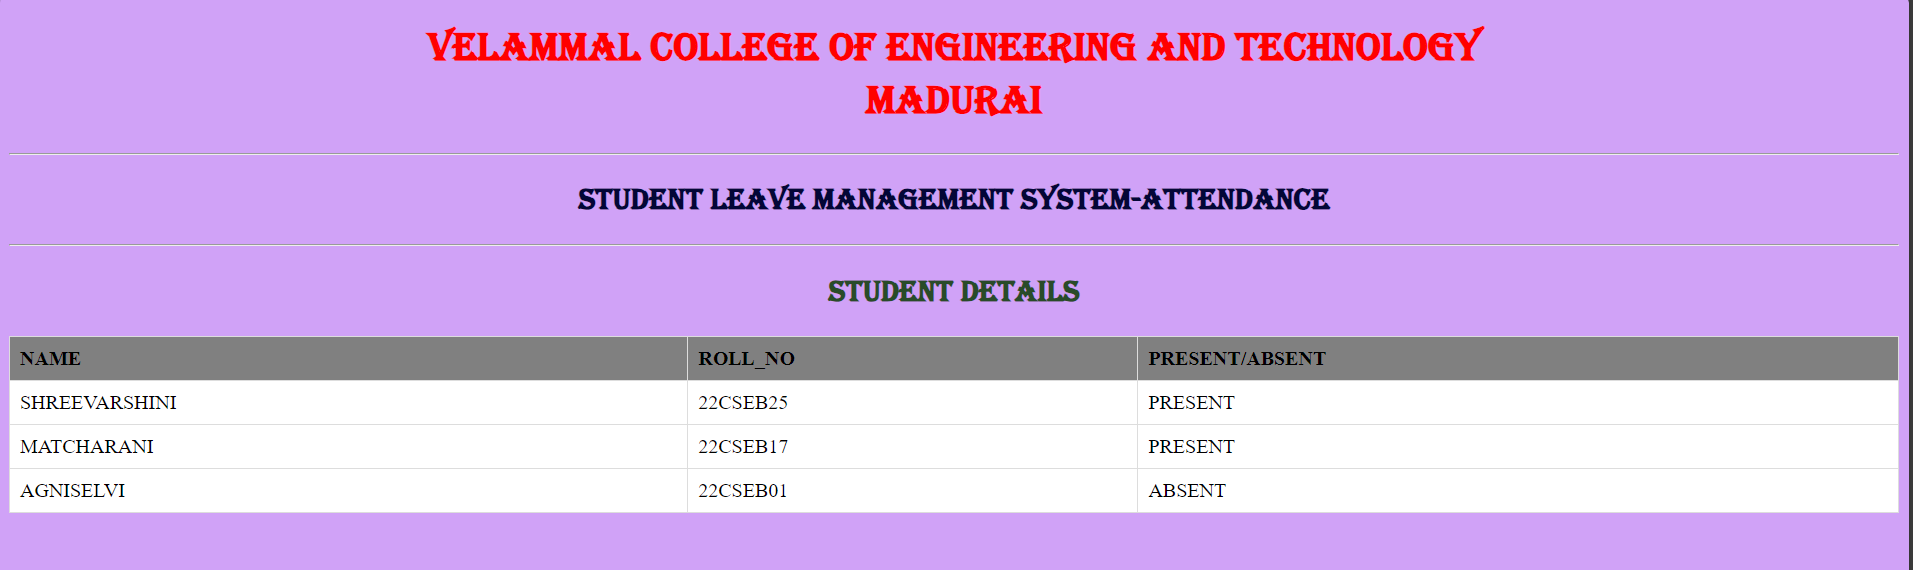 VELAMMAL COLLEGE OF ENGINEERING AND TECHNOLOGY
MADURAI
STUDENT LEAVE MANAGEMENT SYSTEM-ATTENDANCE
STUDENT DETAILS
NAME ROLL_NO PRESENT/ABSENT
SHREEVARSHINI 22CSEB25 PRESENT
MATCHARANI 22CSEB17 PRESENT
AGNISELVI 22CSEB01 ABSENT